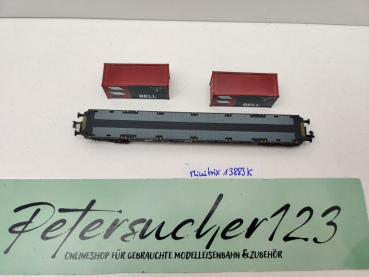 BELL
BELL
Minitrix 13883K
Petersucher123
ONLINESHOP FÜR GEBRAUCHTE MODELLEISENBAHN & ZUBEHÖR